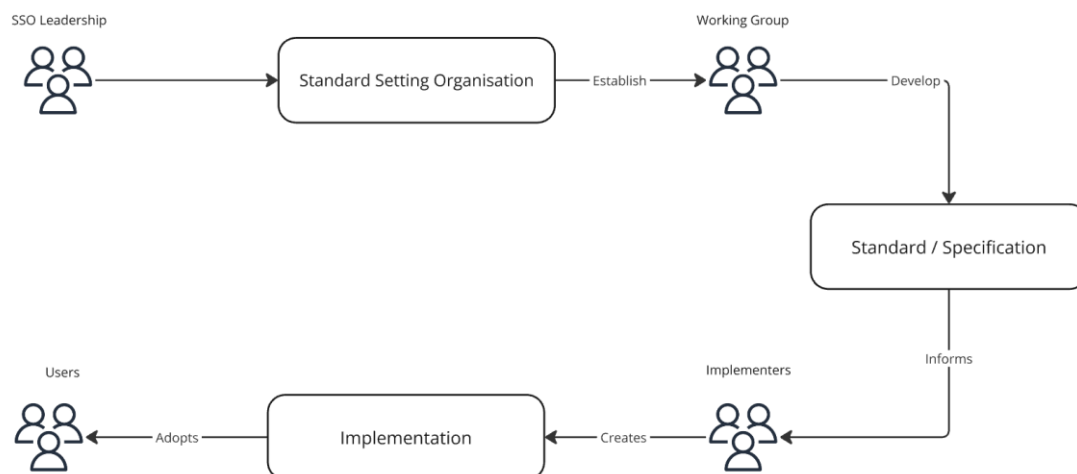 SSO Leadership
Working Group
Standard Setting Organisation
Establish
Develop
Standard / Specification
Informs
Users
Implementers
Adopts
Implementation
Creates